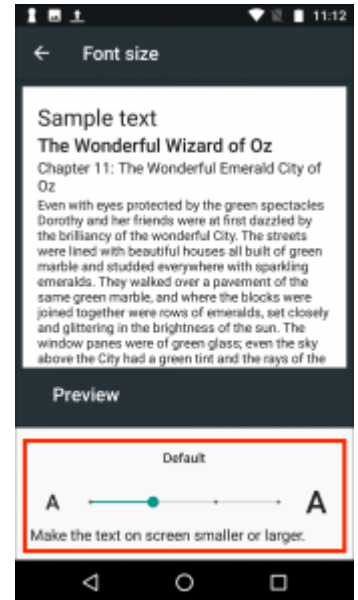 11:12
Font size
Sample text
The Wonderful Wizard of Oz
Chapter 11: The Wonderful Emerald City of
Oz
Even with eyes protected by the green spectacles
Dorothy and her friends were at first dazzled by
the brilliancy of the wonderful City. The streets
were lined with beautiful houses all built of green
marble and studded everywhere with sparkling
emeralds. They walked over a pavement of the
same green marble, and where the blocks were
joined together were rows of emeralds, set closely
and glittering in the brightness of the sun. The
window panes were of green glass; even the sky
above the City had a green tint and the rays of the
Preview
Default
A A
Make the text on screen smaller or larger.